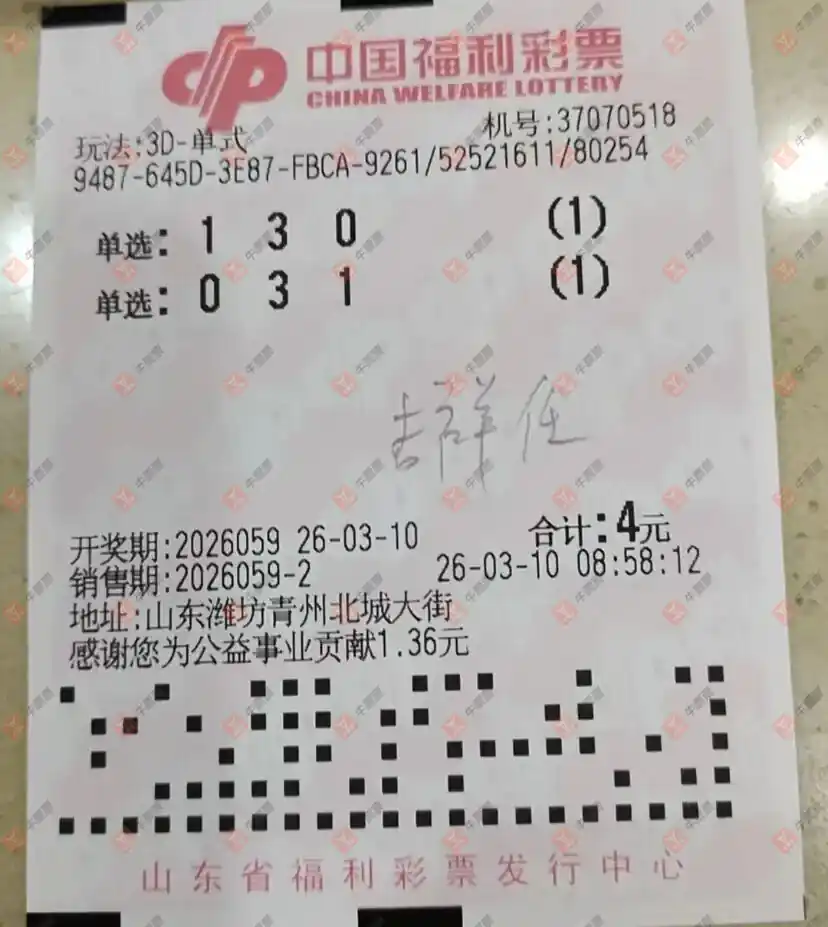 中国福利彩票
CHINA WELFARE LOTTERY
机号:37070518
玩法:3D-单式
9487-645D-3E87-FBCA-9261/52521611/80254
单选: 1 3 0 (1)
单选: 0 3 1 (1)
吉祥任
开奖期:2026059 26-03-10 合计:4元
销售期:2026059-2 26-03-10 08:58:12
地址:山东潍坊青州北城大街
感谢您为公益事业贡献1.36元
山东省福利彩票发行中心